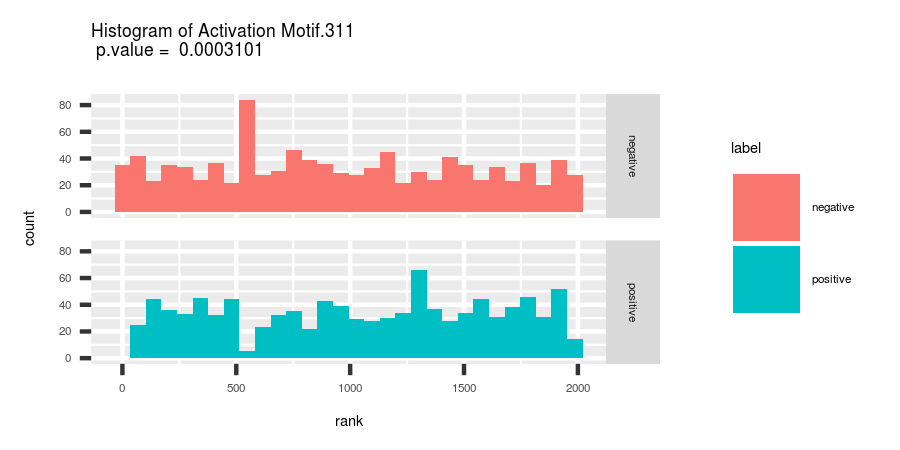 Histogram of Activation Motif.311
p.value =  0.0003101
count
80
60
40
20
0
negative
80
60
40
20
0
positive
0
500
1000
1500
2000
rank
label
negative
positive